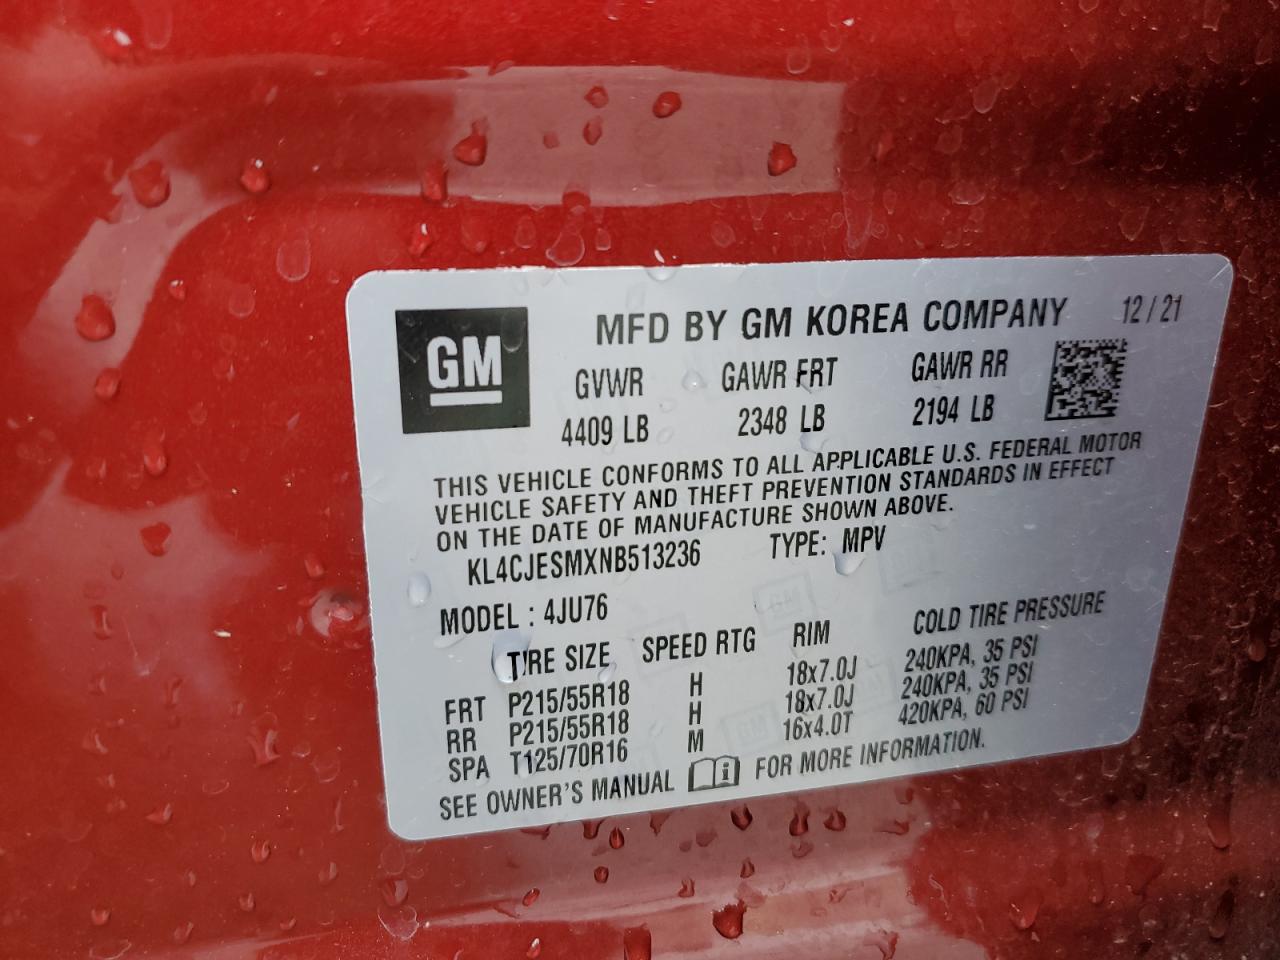 GM
MFD BY GM KOREA COMPANY 12 / 21
GVWR GAWR FRT GAWR RR
4409 LB 2348 LB 2194 LB
THIS VEHICLE CONFORMS TO ALL APPLICABLE U.S. FEDERAL MOTOR
VEHICLE SAFETY AND THEFT PREVENTION STANDARDS IN EFFECT
ON THE DATE OF MANUFACTURE SHOWN ABOVE.
KL4CJESMXNB513236 TYPE: MPV
MODEL : 4JU76
TIRE SIZE SPEED RTG RIM COLD TIRE PRESSURE
FRT P215/55R18 H 18x7.0J 240KPA, 35 PSI
RR P215/55R18 H 18x7.0J 240KPA, 35 PSI
SPA T125/70R16 M 16x4.0T 420KPA, 60 PSI
SEE OWNER'S MANUAL FOR MORE INFORMATION.